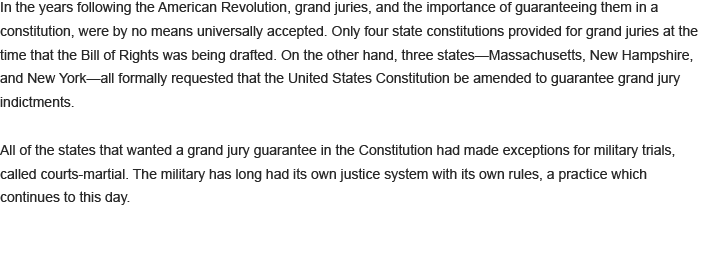 In the years following the American Revolution, grand juries, and the importance of guaranteeing them in a
constitution, were by no means universally accepted. Only four state constitutions provided for grand juries at the
time that the Bill of Rights was being drafted. On the other hand, three states—Massachusetts, New Hampshire,
and New York—all formally requested that the United States Constitution be amended to guarantee grand jury
indictments.
All of the states that wanted a grand jury guarantee in the Constitution had made exceptions for military trials,
called courts-martial. The military has long had its own justice system with its own rules, a practice which
continues to this day.